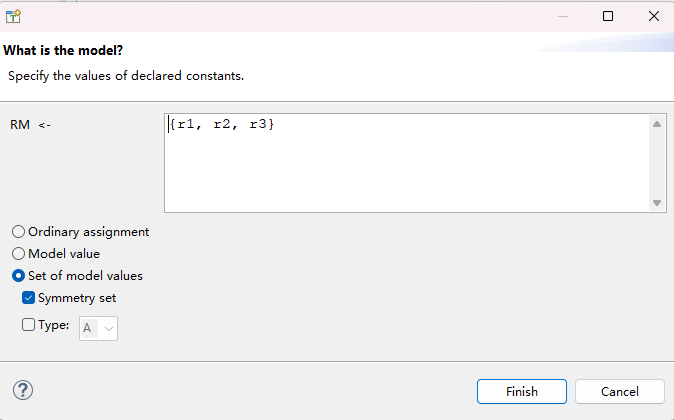 What is the model?
Specify the values of declared constants.
RM <-
{r1, r2, r3}
Ordinary assignment
Model value
Set of model values
Symmetry set
Type: A
? Finish Cancel